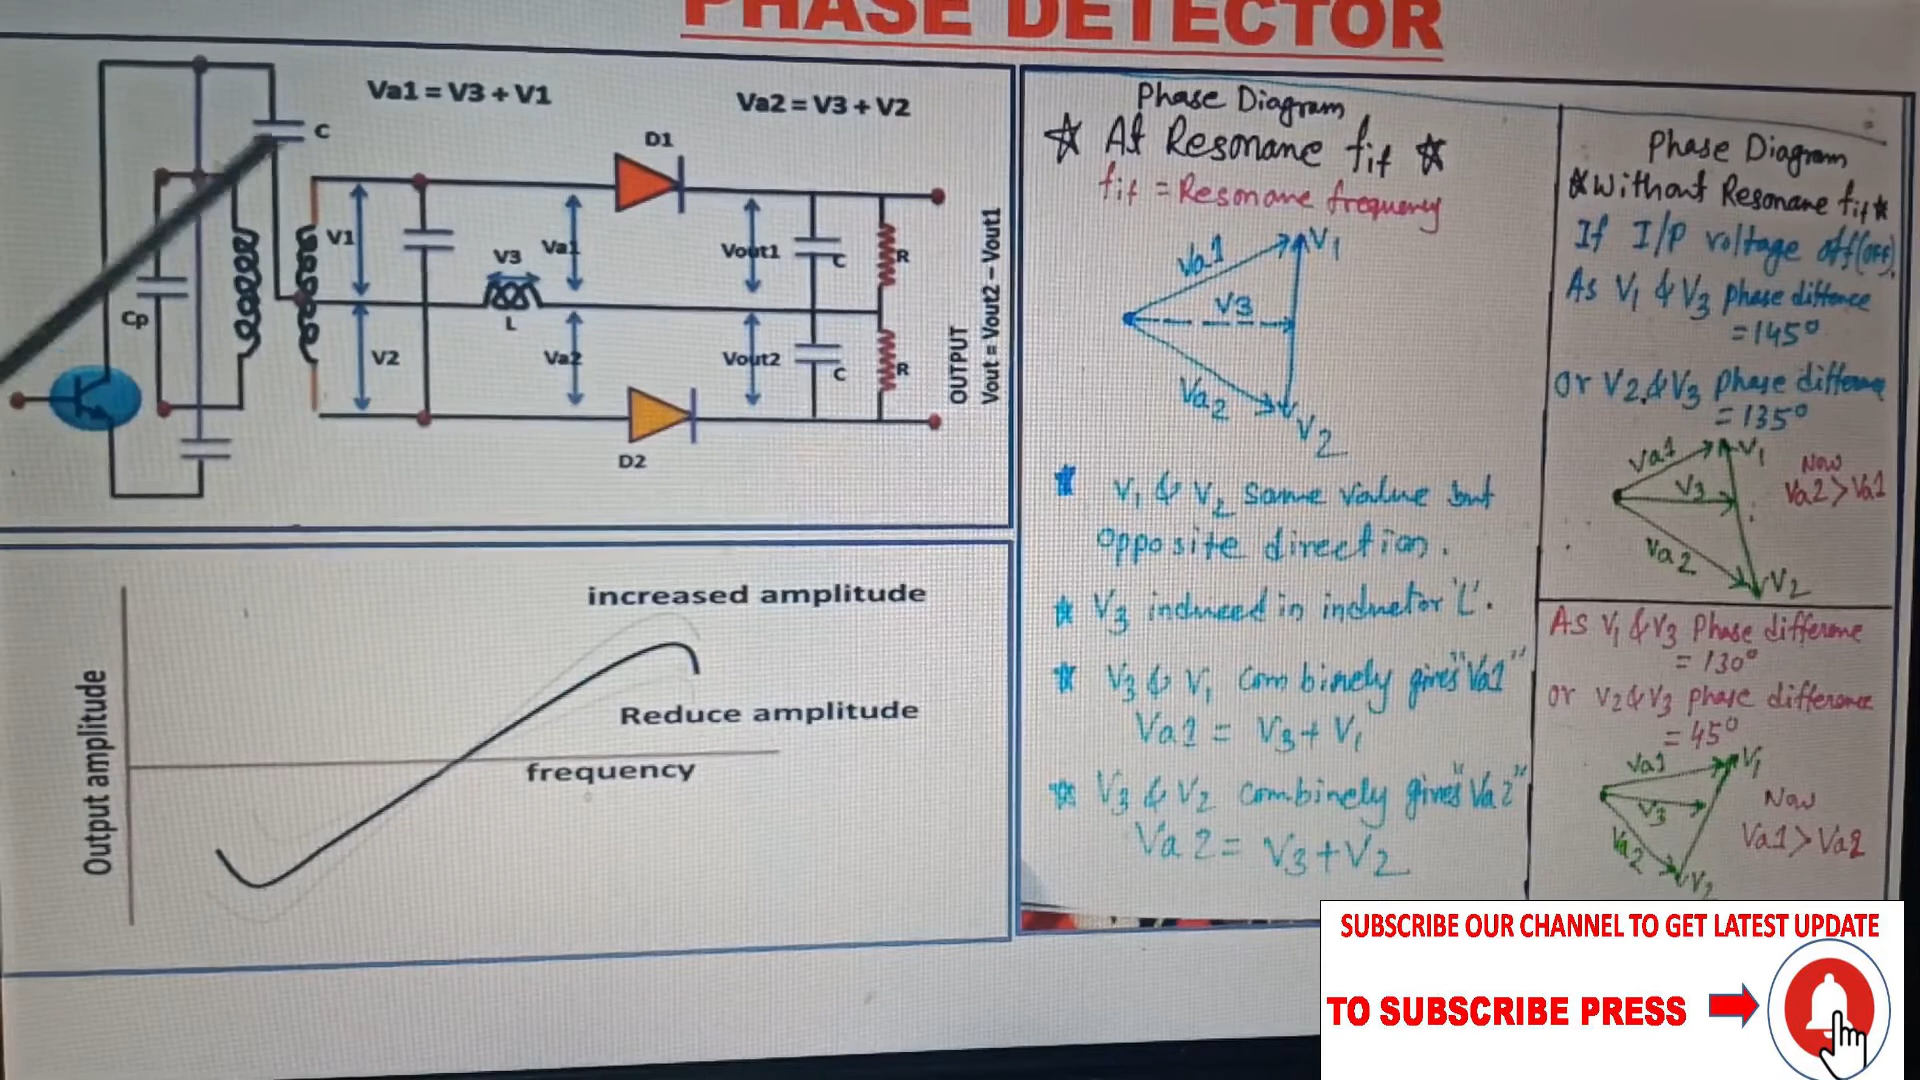 PHASE DETECTOR
Va1 = V3 + V1
Va2 = V3 + V2
C
D1
V1
V3
Va1
Vout1
C
R
Cp
L
V2
Va2
Vout2
C
R
D2
OUTPUT
Vout = Vout2 – Vout1
increased amplitude
Reduce amplitude
frequency
Output amplitude
Phase Diagram
At Resonane fif
fif = Resonane frequency
Va1
V1
V3
Va2
V2
V1 & V2 same value but
opposite direction.
V3 induced in inductor 'L'.
V3 & V1 combinely gives "Va1"
Va1 = V3 + V1
V3 & V2 combinely gives "Va2"
Va2 = V3 + V2
Phase Diagram
Without Resonane fif
If I/P voltage off (OFF).
As V1 & V3 phase diffence
= 145°
or V2 & V3 phase difference
= 135°
Va1
V1
V3
Now
Va2 > Va1
Va2
V2
As V1 & V3 Phase difference
= 130°
or V2 & V3 phase difference
= 45°
Va1
V1
V3
Now
Va1 > Va2
Va2
V2
SUBSCRIBE OUR CHANNEL TO GET LATEST UPDATE
TO SUBSCRIBE PRESS